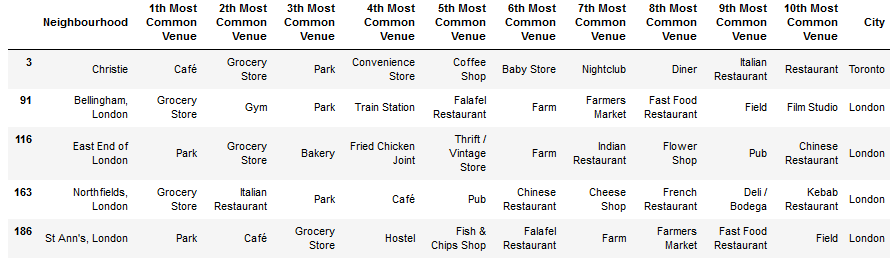 Neighbourhood 1th Most Common Venue 2th Most Common Venue 3th Most Common Venue 4th Most Common Venue 5th Most Common Venue 6th Most Common Venue 7th Most Common Venue 8th Most Common Venue 9th Most Common Venue 10th Most Common Venue City
3 Christie Café Grocery Store Park Convenience Store Coffee Shop Baby Store Nightclub Diner Italian Restaurant Restaurant Toronto
91 Bellingham, London Grocery Store Gym Park Train Station Falafel Restaurant Farm Farmers Market Fast Food Restaurant Field Film Studio London
116 East End of London Park Grocery Store Bakery Fried Chicken Joint Thrift / Vintage Store Farm Indian Restaurant Flower Shop Pub Chinese Restaurant London
163 Northfields, London Grocery Store Italian Restaurant Park Café Pub Chinese Restaurant Cheese Shop French Restaurant Deli / Bodega Kebab Restaurant London
186 St Ann's, London Park Café Grocery Store Hostel Fish & Chips Shop Falafel Restaurant Farm Farmers Market Fast Food Restaurant Field London